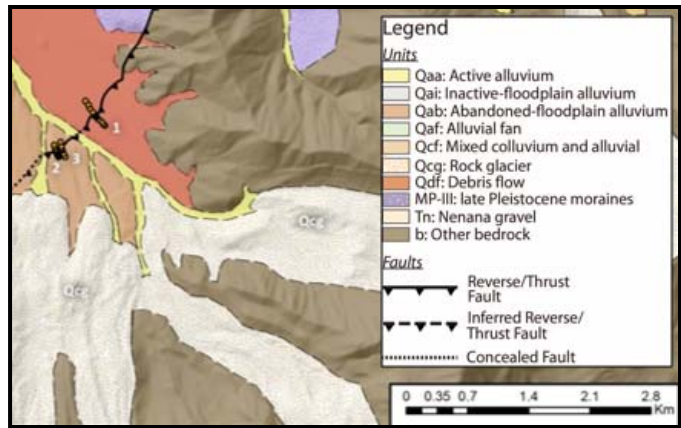 Legend
Units
Qaa: Active alluvium
Qai: Inactive-floodplain alluvium
Qab: Abandoned-floodplain alluvium
Qaf: Alluvial fan
Qcf: Mixed colluvium and alluvial
Qcg: Rock glacier
Qdf: Debris flow
MP-III: late Pleistocene moraines
Tn: Nenana gravel
b: Other bedrock
Faults
Reverse/Thrust
Fault
Inferred Reverse/
Thrust Fault
Concealed Fault
1
3
2
Qcg
Qcg
0 0.35 0.7 1.4 2.1 2.8
Km